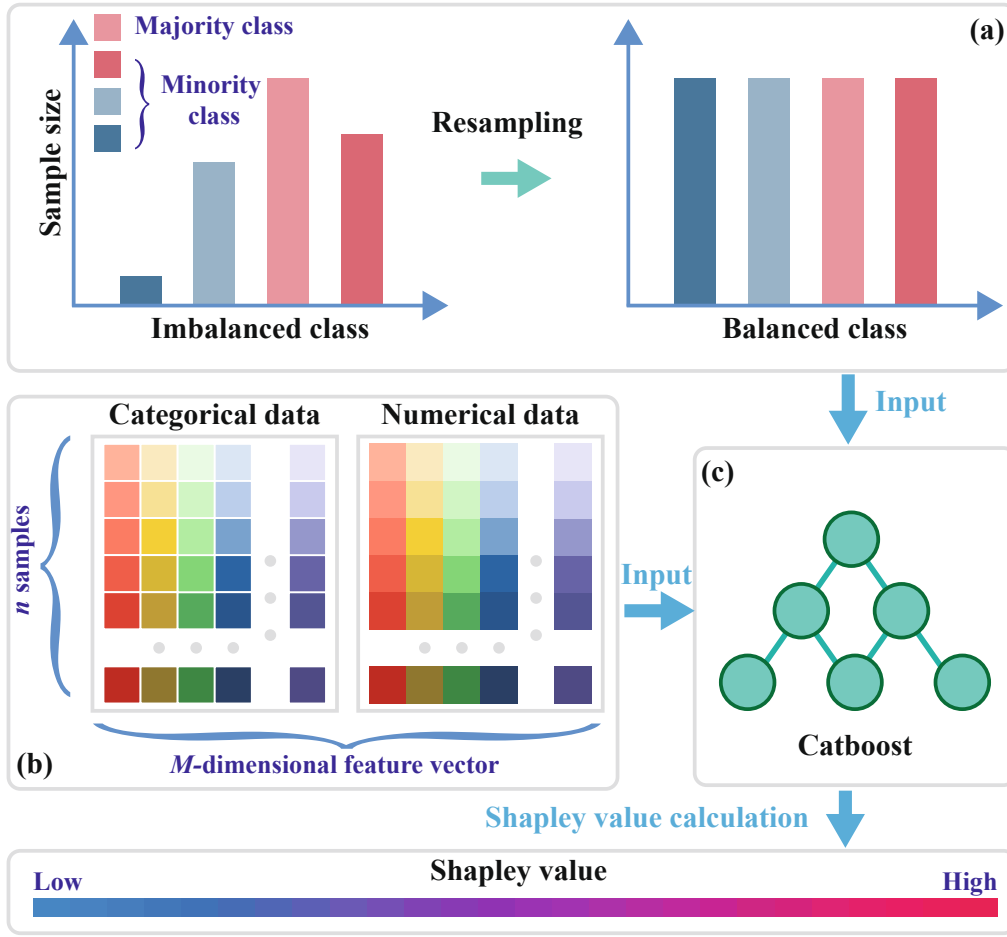 (a)
Majority class
Minority
class
Sample size
Resampling
Imbalanced class
Balanced class
Input
Categorical data
Numerical data
n samples
M-dimensional feature vector
(b)
Input
(c)
Catboost
Shapley value calculation
Shapley value
Low
High